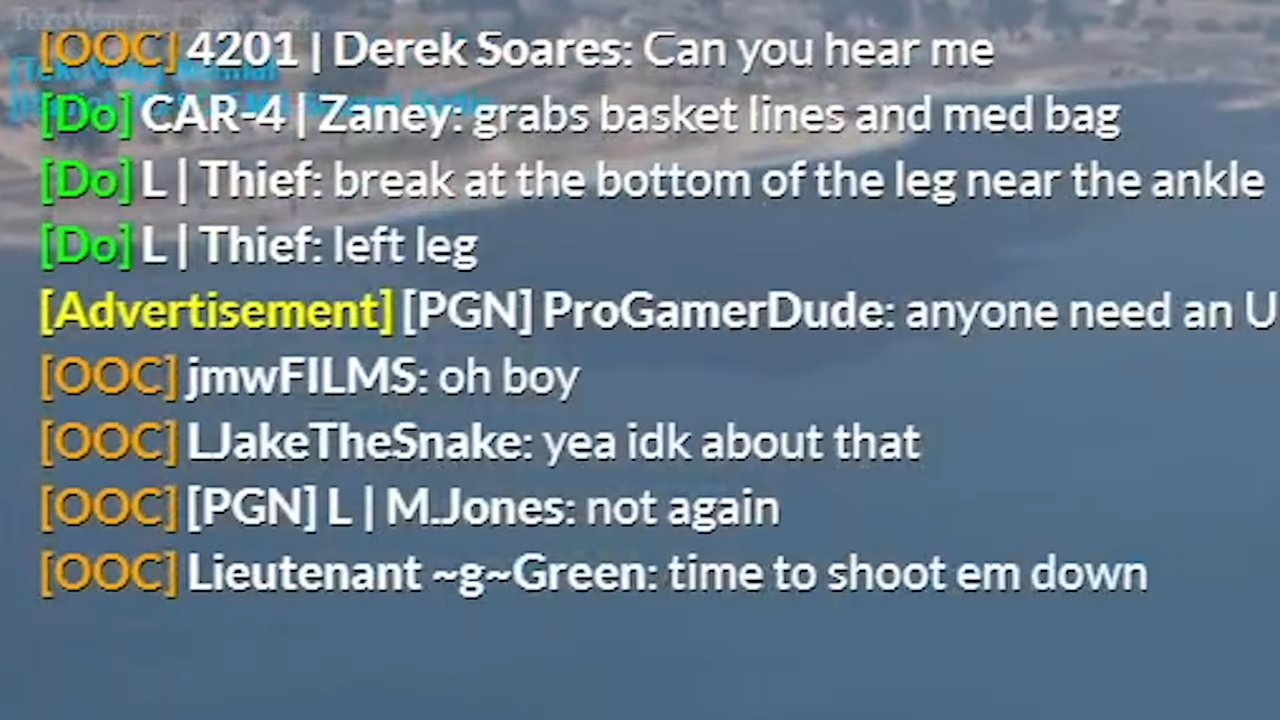 [OOC] 4201 | Derek Soares: Can you hear me
[Do] CAR-4 | Zaney: grabs basket lines and med bag
[Do] L | Thief: break at the bottom of the leg near the ankle
[Do] L | Thief: left leg
[Advertisement] [PGN] ProGamerDude: anyone need an U
[OOC] jmwFILMS: oh boy
[OOC] LJakeTheSnake: yea idk about that
[OOC] [PGN] L | M.Jones: not again
[OOC] Lieutenant ~g~Green: time to shoot em down